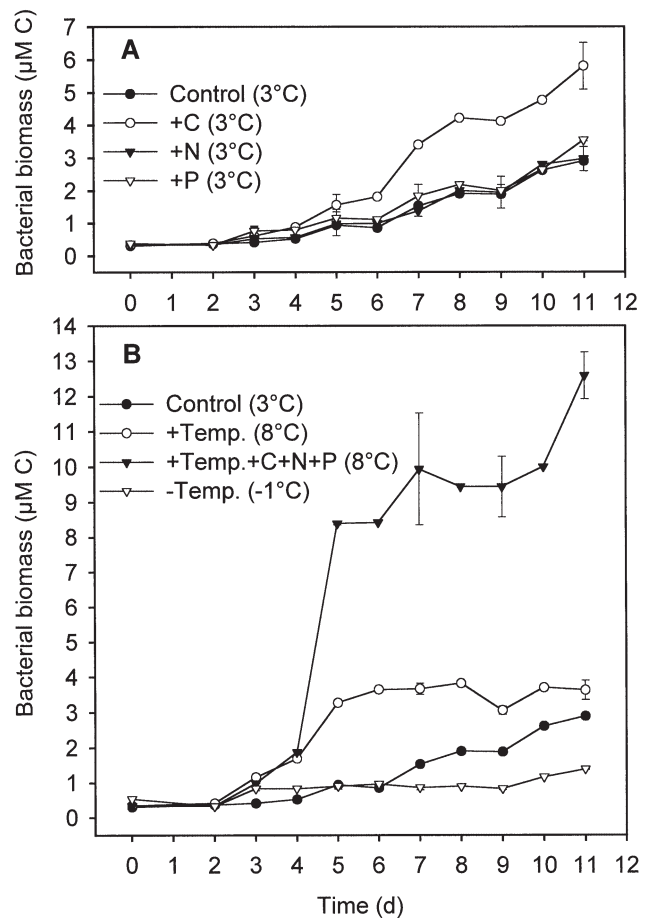 7
6
5
4
3
2
1
0
Bacterial biomass (µM C)
A
Control (3°C)
+C (3°C)
+N (3°C)
+P (3°C)
0 1 2 3 4 5 6 7 8 9 10 11 12
14
13
12
11
10
9
8
7
6
5
4
3
2
1
0
Bacterial biomass (µM C)
B
Control (3°C)
+Temp. (8°C)
+Temp.+C+N+P (8°C)
-Temp. (-1°C)
0 1 2 3 4 5 6 7 8 9 10 11 12
Time (d)